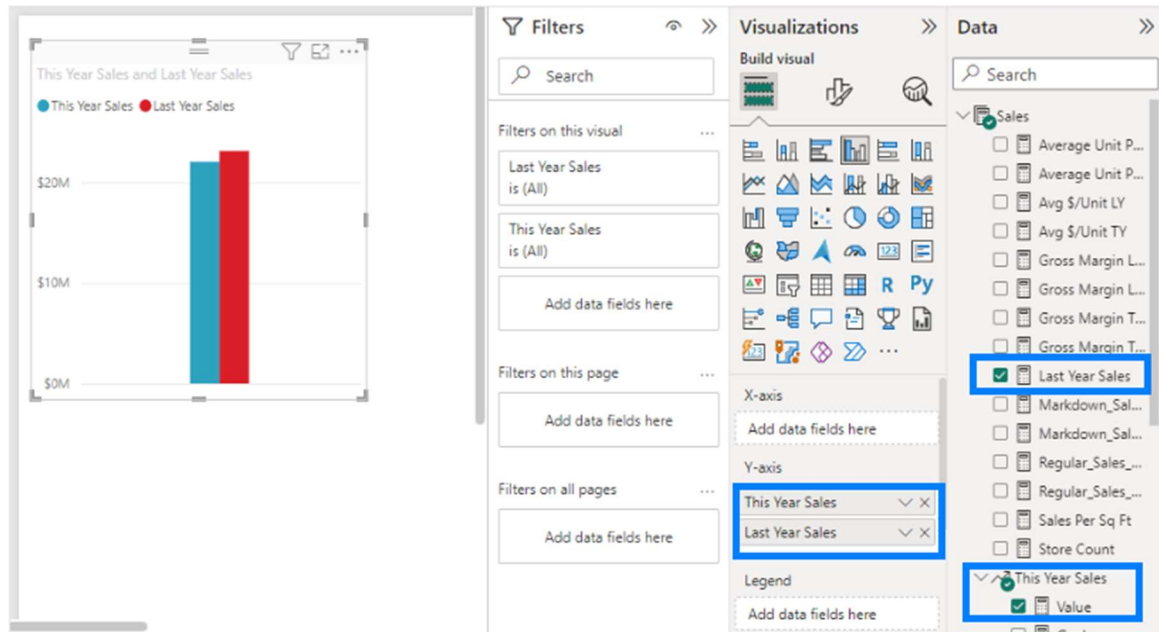 This Year Sales and Last Year Sales
This Year Sales Last Year Sales
$20M
$10M
$0M
Filters
Search
Filters on this visual
Last Year Sales
is (All)
This Year Sales
is (All)
Add data fields here
Filters on this page
Add data fields here
Filters on all pages
Add data fields here
Visualizations
Build visual
123
R Py
123
X-axis
Add data fields here
Y-axis
This Year Sales
Last Year Sales
Legend
Add data fields here
Data
Search
Sales
Average Unit P...
Average Unit P...
Avg $/Unit LY
Avg $/Unit TY
Gross Margin L...
Gross Margin L...
Gross Margin T...
Gross Margin T...
Last Year Sales
Markdown_Sal...
Markdown_Sal...
Regular_Sales_...
Regular_Sales_...
Sales Per Sq Ft
Store Count
This Year Sales
Value